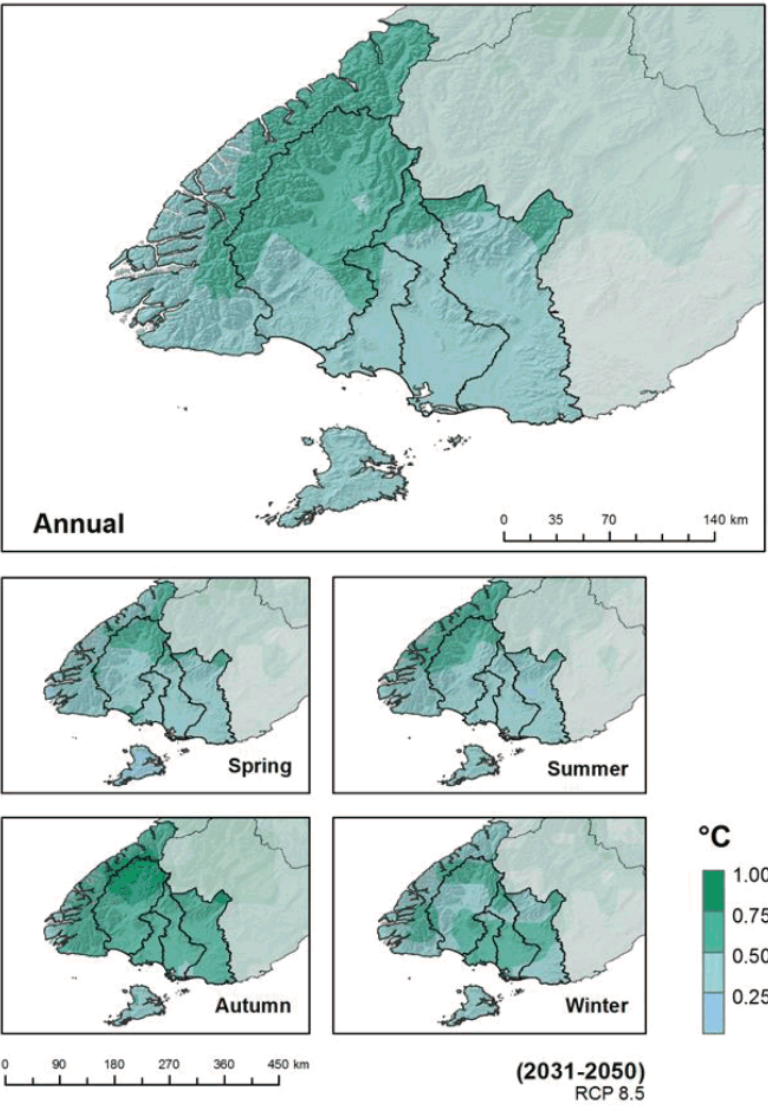 Annual
0 35 70 140 km
Spring
Summer
Autumn
Winter
°C
1.00
0.75
0.50
0.25
0 90 180 270 360 450 km
(2031-2050)
RCP 8.5